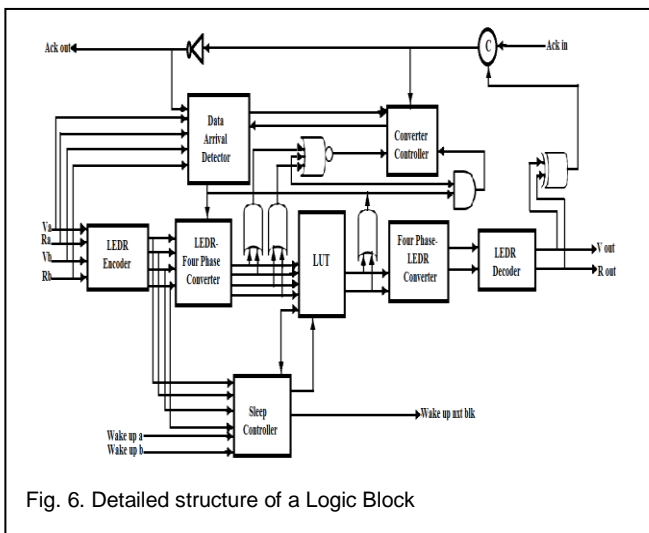 Ack out
C
Ack in
Data
Arrival
Detector
Converter
Controller
Va
Ra
Vb
Rb
LEDR
Encoder
LEDR-
Four Phase
Converter
LUT
Four Phase-
LEDR
Converter
LEDR
Decoder
V out
R out
Sleep
Controller
Wake up a
Wake up b
Wake up nxt blk
Fig. 6. Detailed structure of a Logic Block